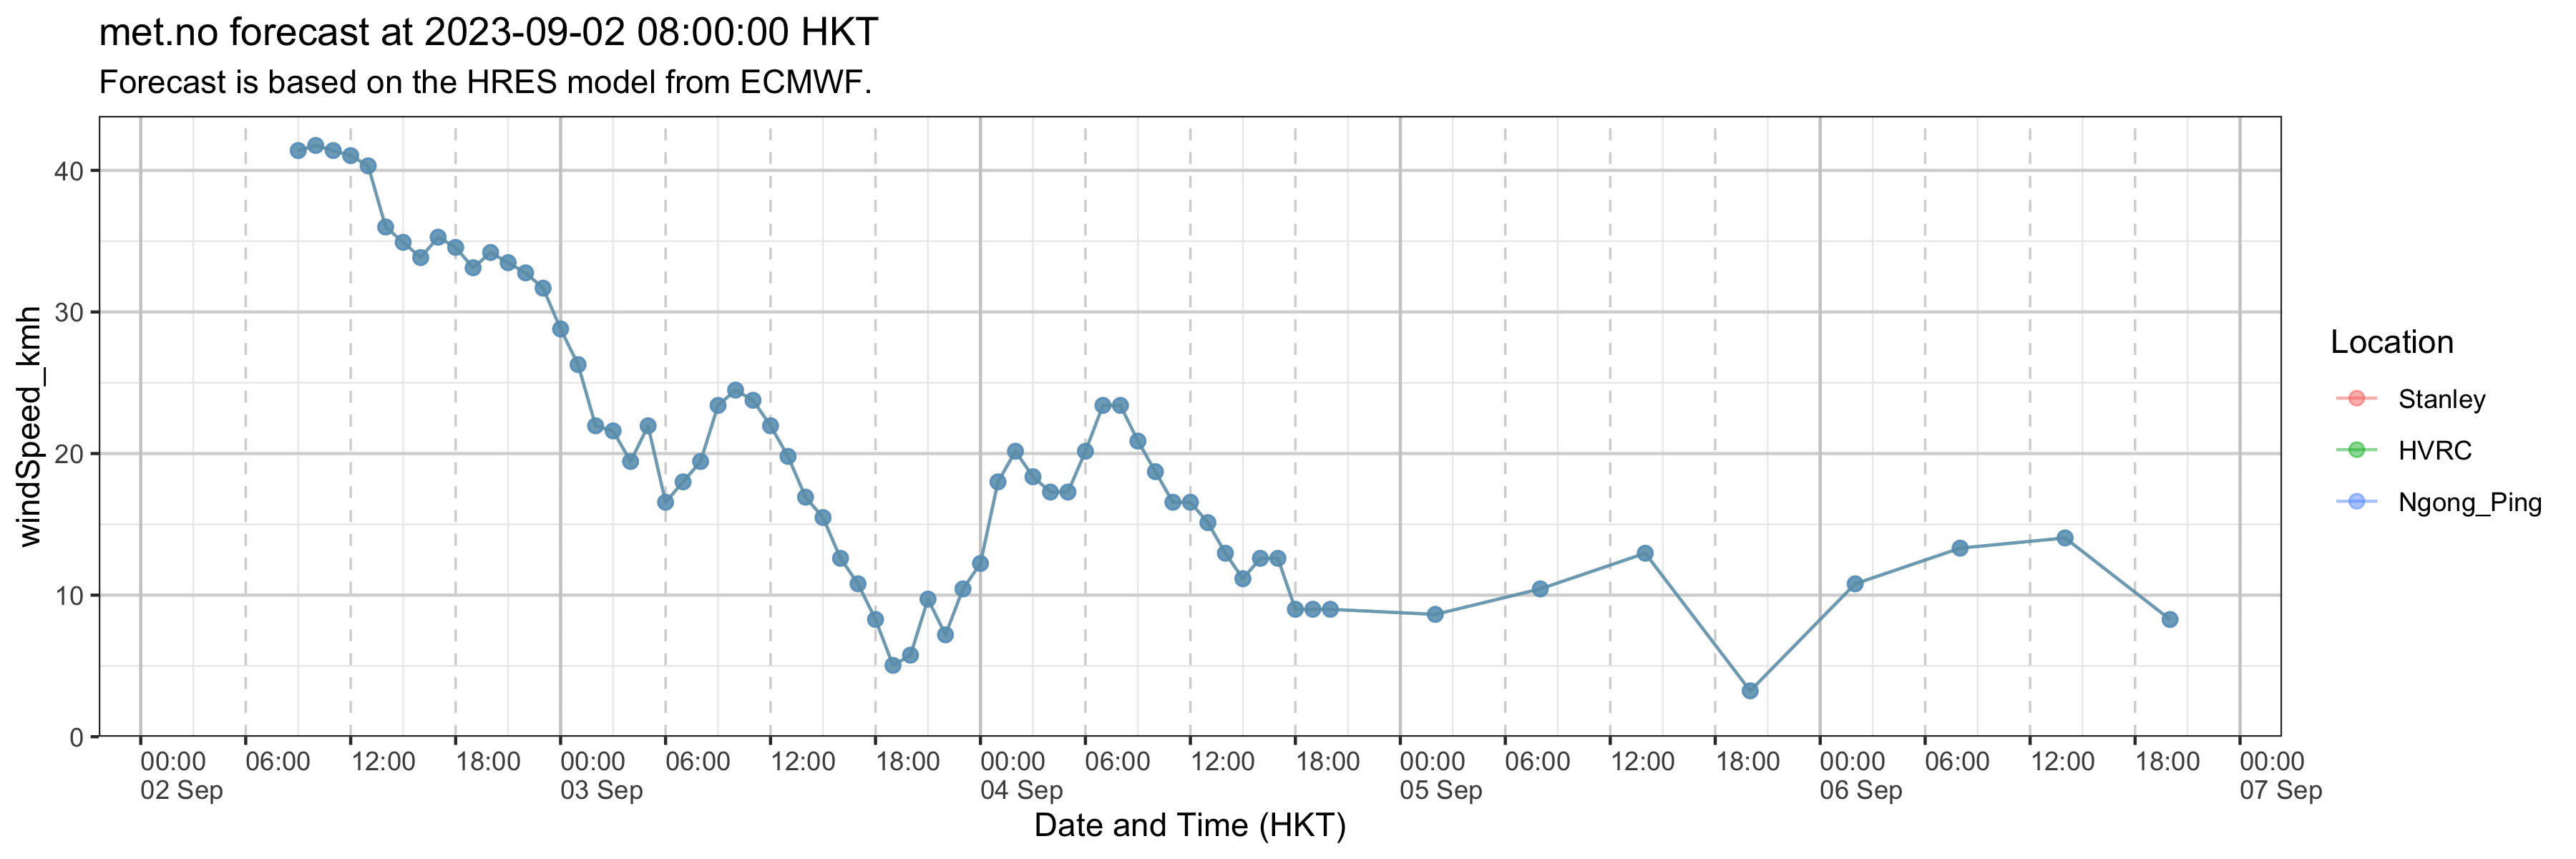 met.no forecast at 2023-09-02 08:00:00 HKT
Forecast is based on the HRES model from ECMWF.
windSpeed_kmh
40
30
20
10
0
00:00 06:00 12:00 18:00 00:00 06:00 12:00 18:00 00:00 06:00 12:00 18:00 00:00 06:00 12:00 18:00 00:00 06:00 12:00 18:00 00:00
02 Sep 03 Sep 04 Sep 05 Sep 06 Sep 07 Sep
Date and Time (HKT)
Location
Stanley
HVRC
Ngong_Ping